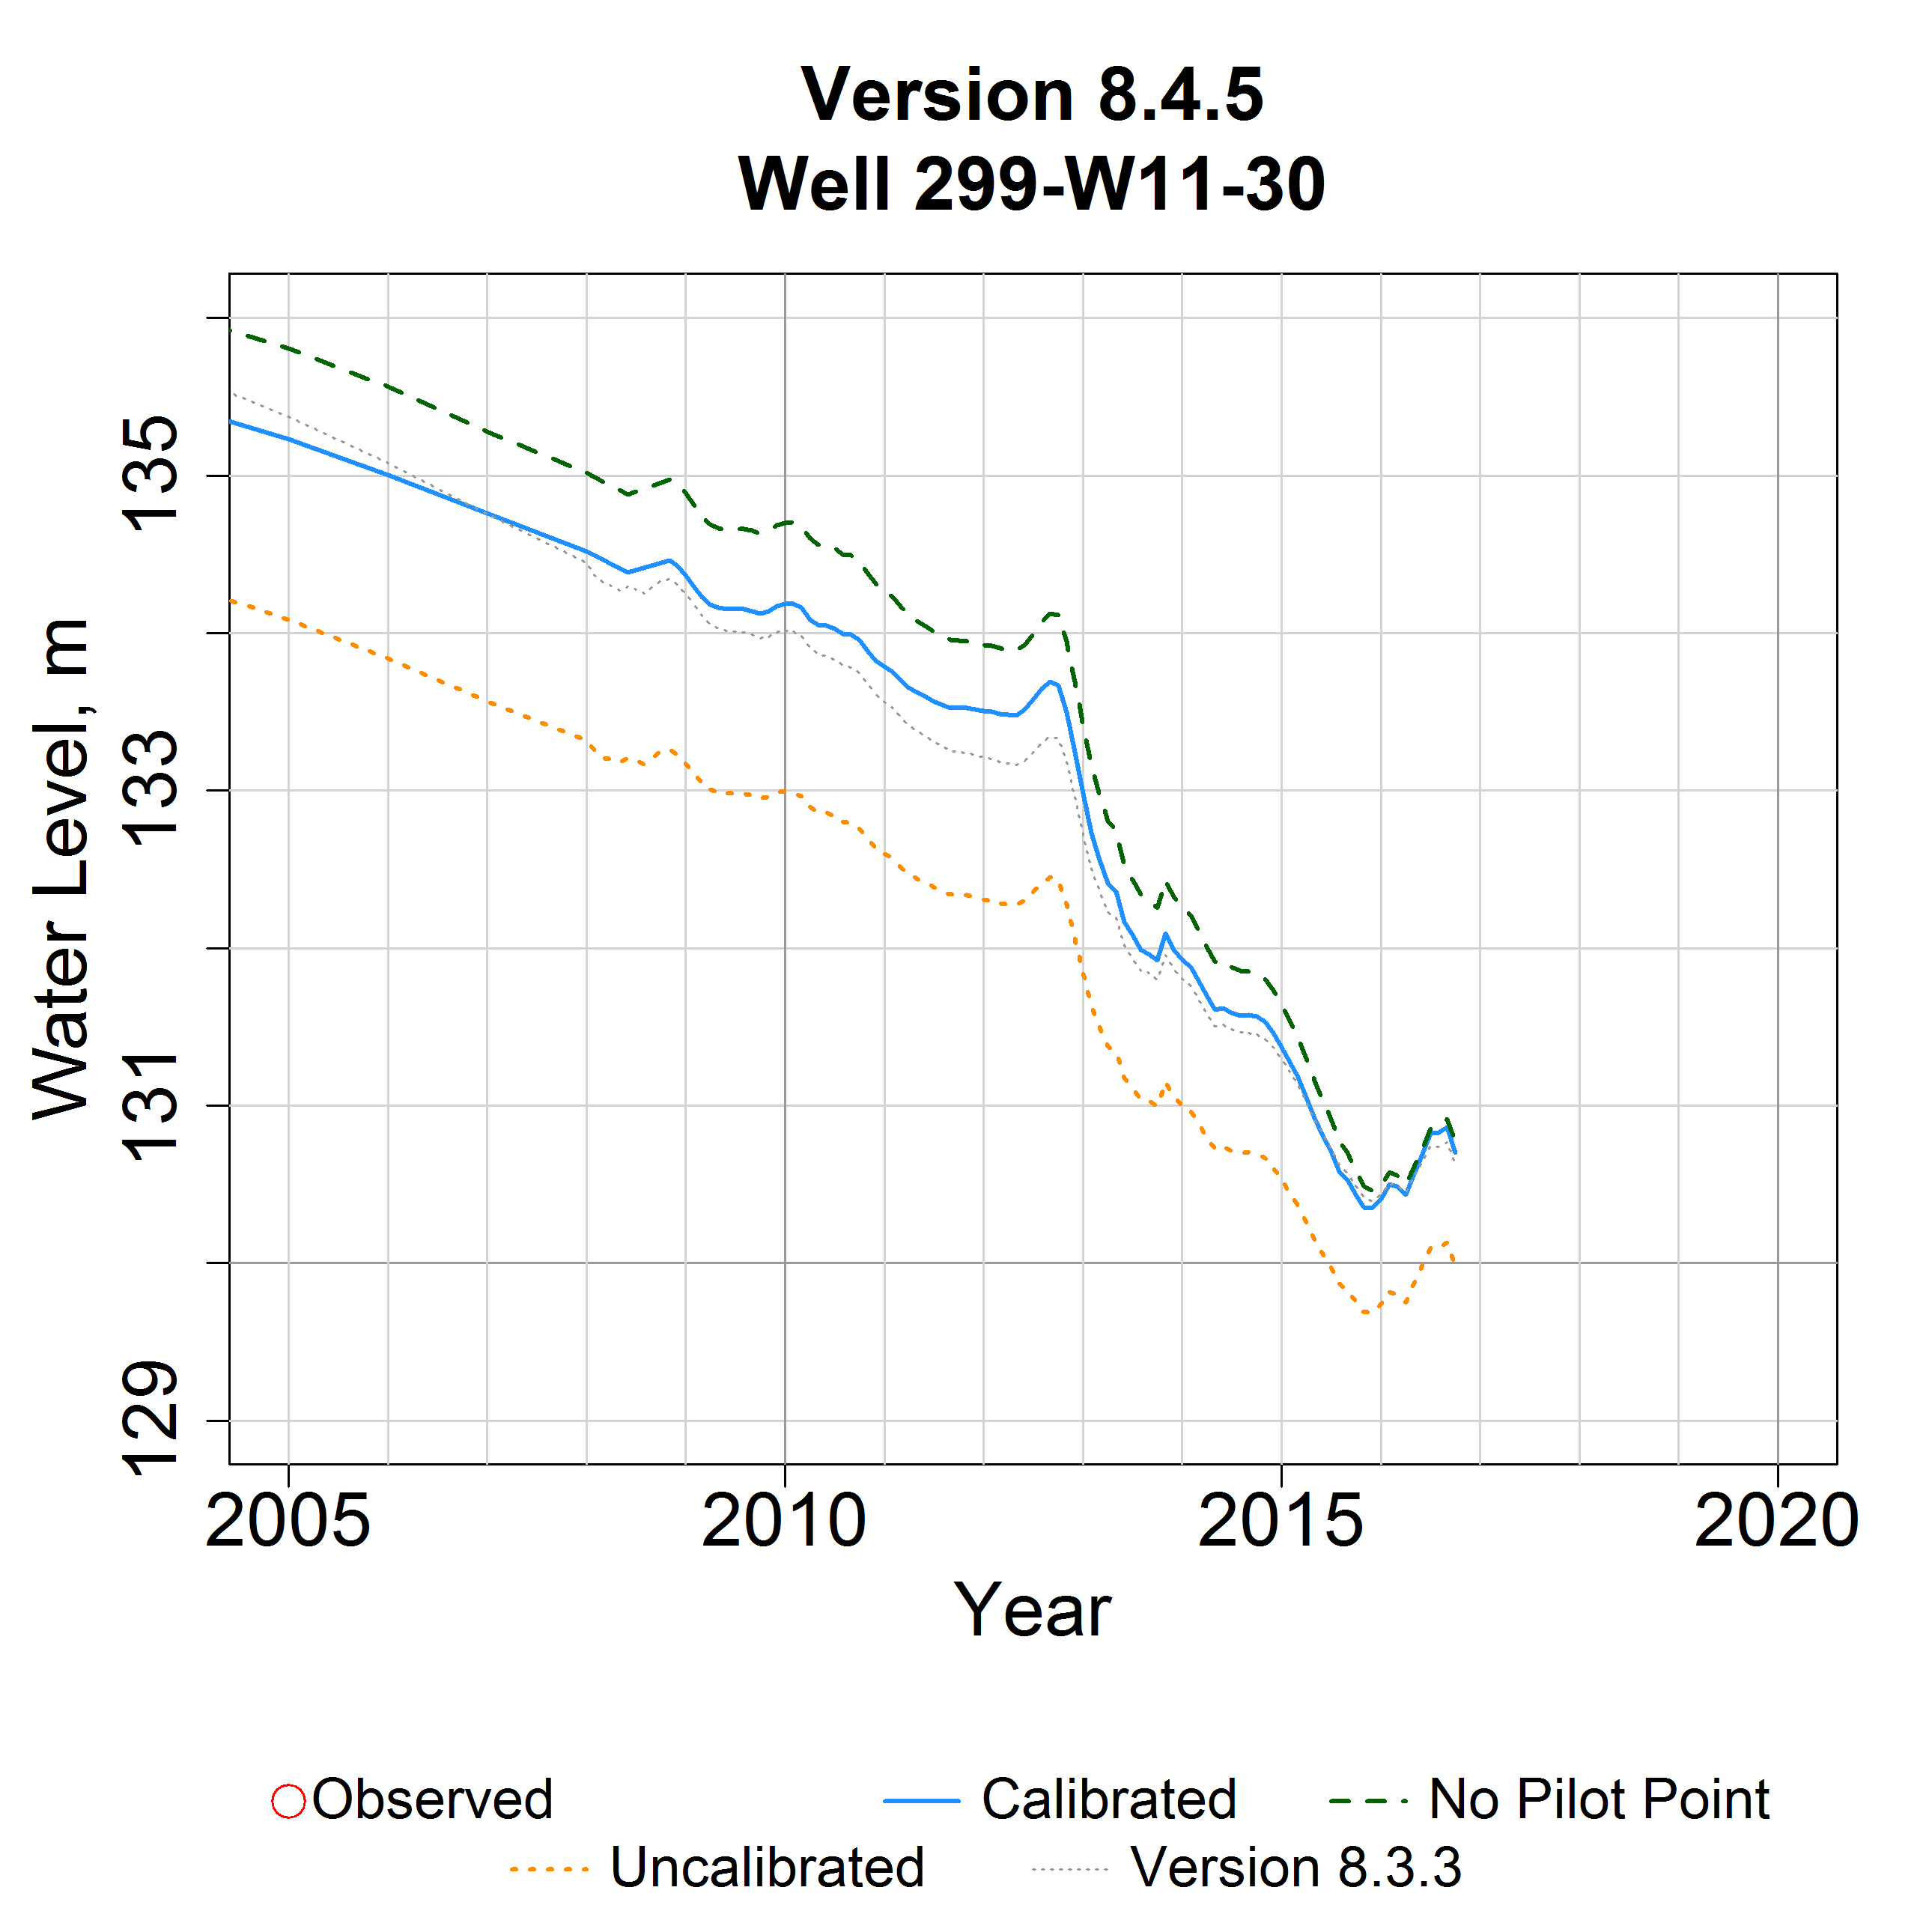 Version 8.4.5
Well 299-W11-30
Water Level, m
135
133
131
129
2005 2010 2015 2020
Year
Observed Calibrated No Pilot Point
Uncalibrated Version 8.3.3